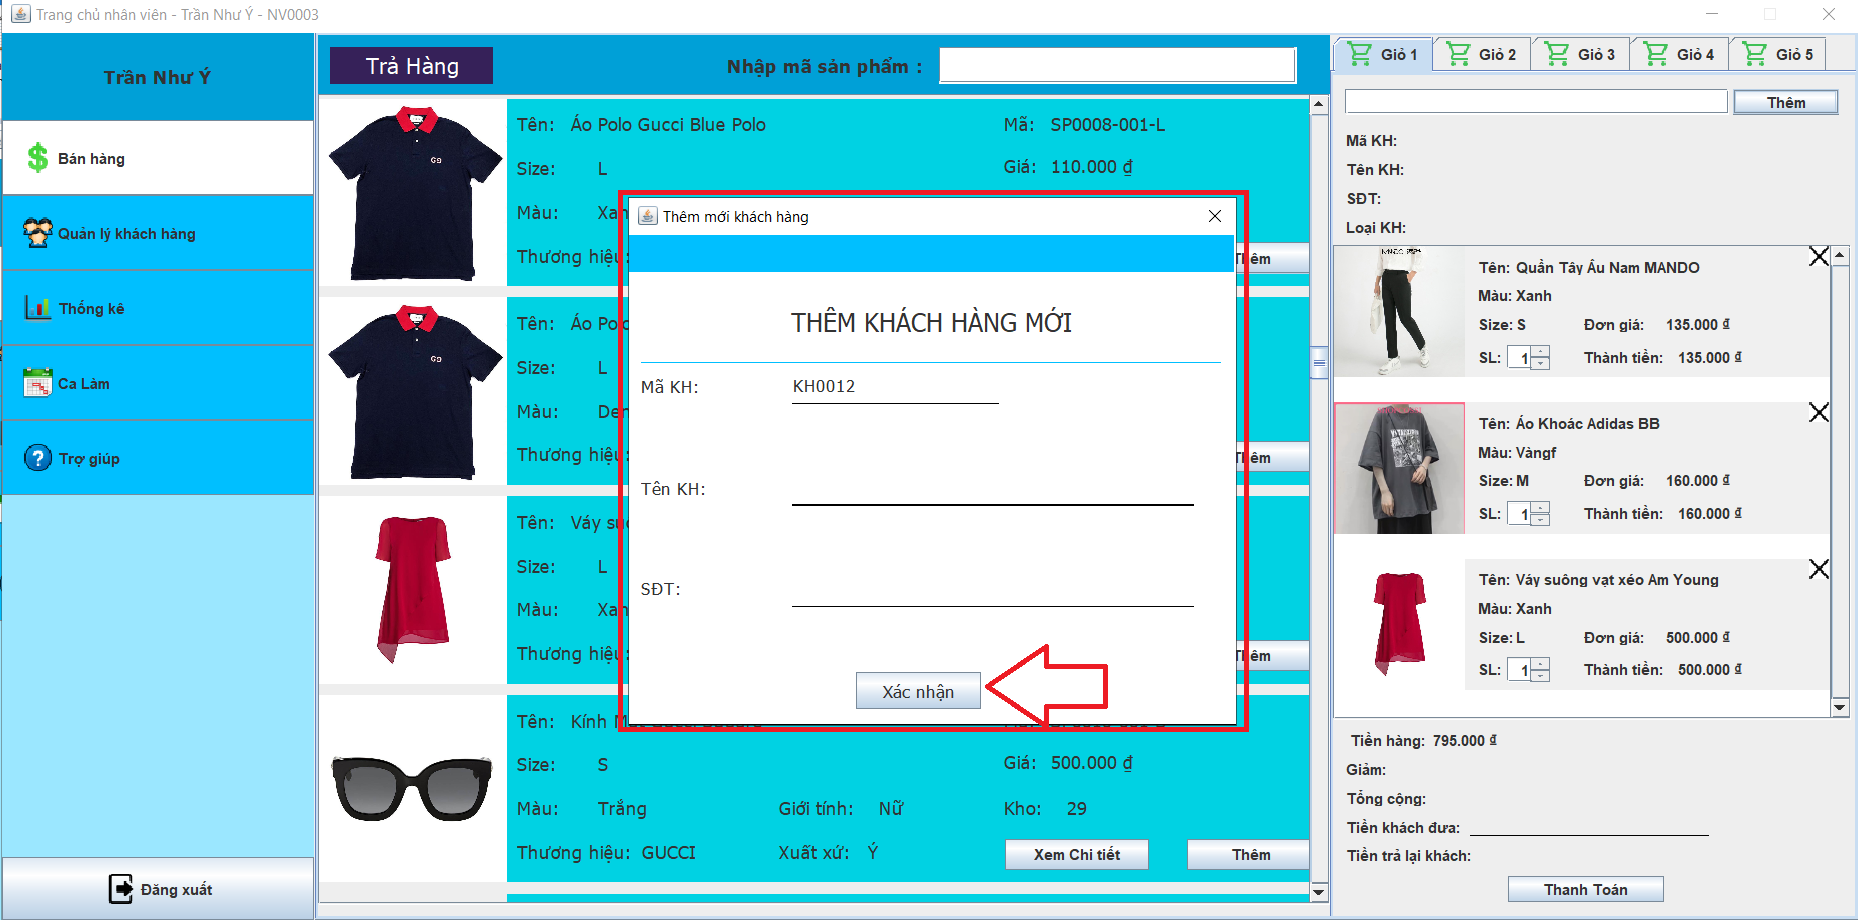 Trang chủ nhân viên - Trần Như Ý - NV0003
Trần Như Ý
Bán hàng
Quản lý khách hàng
Thống kê
Ca Làm
Trợ giúp
Đăng xuất
Trả Hàng
Nhập mã sản phẩm :
Tên: Áo Polo Gucci Blue Polo
Mã: SP0008-001-L
Size: L
Giá: 110.000 ₫
Màu:
Thương hiệu:
Tên: Áo
Size: L
Màu:
Thương hiệu:
Tên: Váy
Size: L
Màu:
Thương hiệu:
Tên: Kính
Size: S
Giá: 500.000 ₫
Màu: Trắng
Giới tính: Nữ
Kho: 29
Thương hiệu: GUCCI
Xuất xứ: Ý
Xem Chi tiết
Thêm
Thêm mới khách hàng
THÊM KHÁCH HÀNG MỚI
Mã KH: KH0012
Tên KH:
SĐT:
Xác nhận
Giỏ 1
Giỏ 2
Giỏ 3
Giỏ 4
Giỏ 5
Thêm
Mã KH:
Tên KH:
SĐT:
Loại KH:
Tên: Quần Tây Âu Nam MANDO
Màu: Xanh
Size: S Đơn giá: 135.000 ₫
SL: 1 Thành tiền: 135.000 ₫
Tên: Áo Khoác Adidas BB
Màu: Vàngf
Size: M Đơn giá: 160.000 ₫
SL: 1 Thành tiền: 160.000 ₫
Tên: Váy suông vạt xéo Am Young
Màu: Xanh
Size: L Đơn giá: 500.000 ₫
SL: 1 Thành tiền: 500.000 ₫
Tiền hàng: 795.000 ₫
Giảm:
Tổng cộng:
Tiền khách đưa:
Tiền trả lại khách:
Thanh Toán